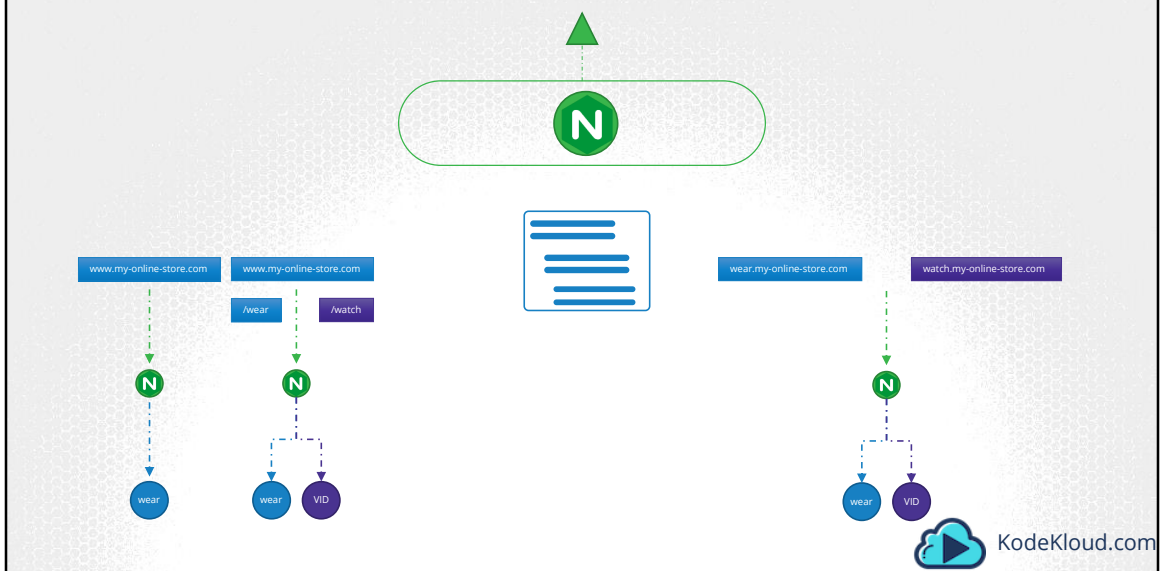 N
www.my-online-store.com
www.my-online-store.com
wear.my-online-store.com
watch.my-online-store.com
/wear
/watch
N
N
N
wear
wear
VID
wear
VID
KodeKloud.com